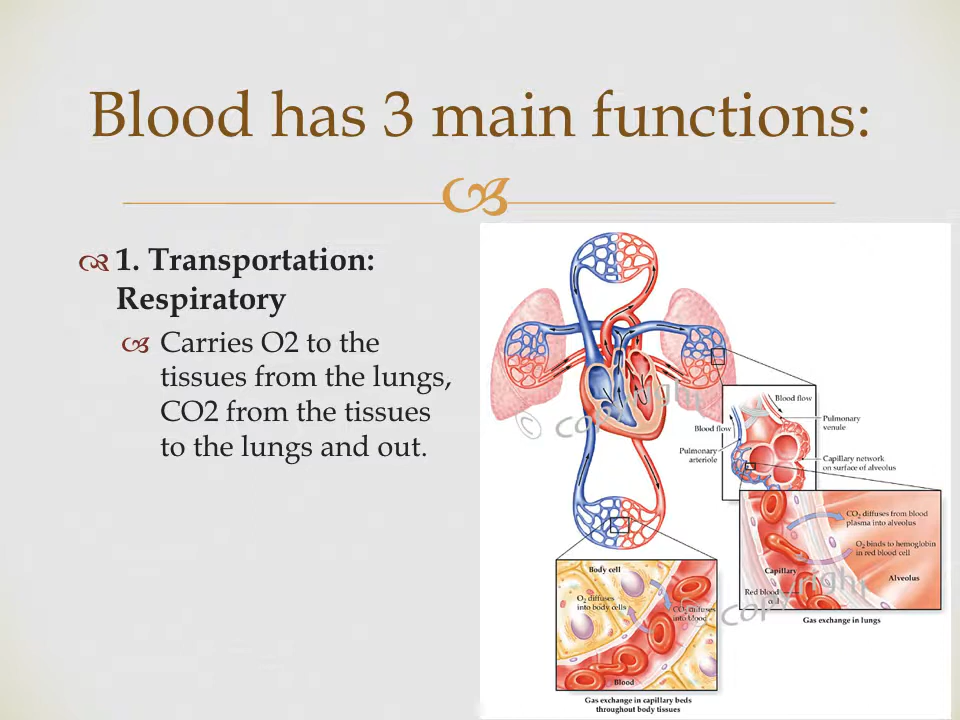 Blood has 3 main functions:
1. Transportation:
Respiratory
Carries O2 to the
tissues from the lungs,
CO2 from the tissues
to the lungs and out.
Blood flow
Pulmonary
venule
Blood flow
Pulmonary
arteriole
Capillary network
on surface of alveolus
CO₂ diffuses from blood
plasma into alveolus
O₂ binds to hemoglobin
in red blood cell
Capillary
Alveolus
Red blood
cell
Gas exchange in lungs
Body cell
O₂ diffuses
into body cells
CO₂ diffuses
into blood
Blood
Gas exchange in capillary beds
throughout body tissues
© copyright
copyright